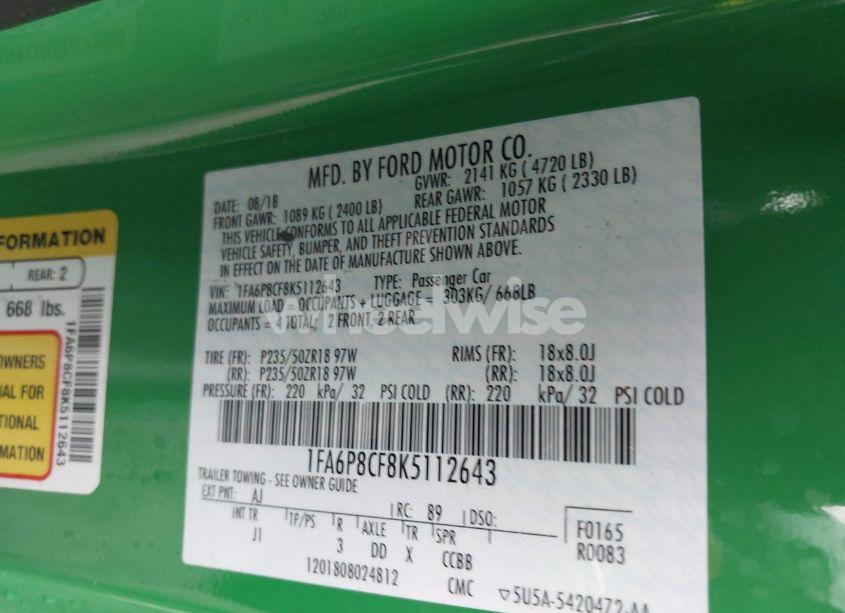 MFD. BY FORD MOTOR CO.
DATE: 08/18 GVWR: 2141 KG ( 4720 LB)
FRONT GAWR: 1089 KG ( 2400 LB) REAR GAWR: 1057 KG ( 2330 LB)
THIS VEHICLE CONFORMS TO ALL APPLICABLE FEDERAL MOTOR
VEHICLE SAFETY, BUMPER, AND THEFT PREVENTION STANDARDS
IN EFFECT ON THE DATE OF MANUFACTURE SHOWN ABOVE.
VIN: 1FA6P8CF8K5112643 TYPE: Passenger Car
MAXIMUM LOAD = OCCUPANTS + LUGGAGE = 303KG/ 668LB
OCCUPANTS = 4 TOTAL: 2 FRONT, 2 REAR
wheelwise
TIRE (FR): P235/50ZR18 97W RIMS (FR): 18x8.0J
(RR): P235/50ZR18 97W (RR): 18x8.0J
PRESSURE (FR): 220 kPa/ 32 PSI COLD (RR): 220 kPa/ 32 PSI COLD
1FA6P8CF8K5112643
TRAILER TOWING - SEE OWNER GUIDE
EXT PNT: AJ RC: 89 DSO: F0165
INT TR TP/PS R AXLE TR SPR R0083
J1 3 DD X CCBB
1201808024812 CMC 5U5A-5420472-AA
FORMATION
REAR: 2
668 lbs.
OWNERS
UAL FOR
TIONAL
RMATION
1FA6P8CF8K5112643